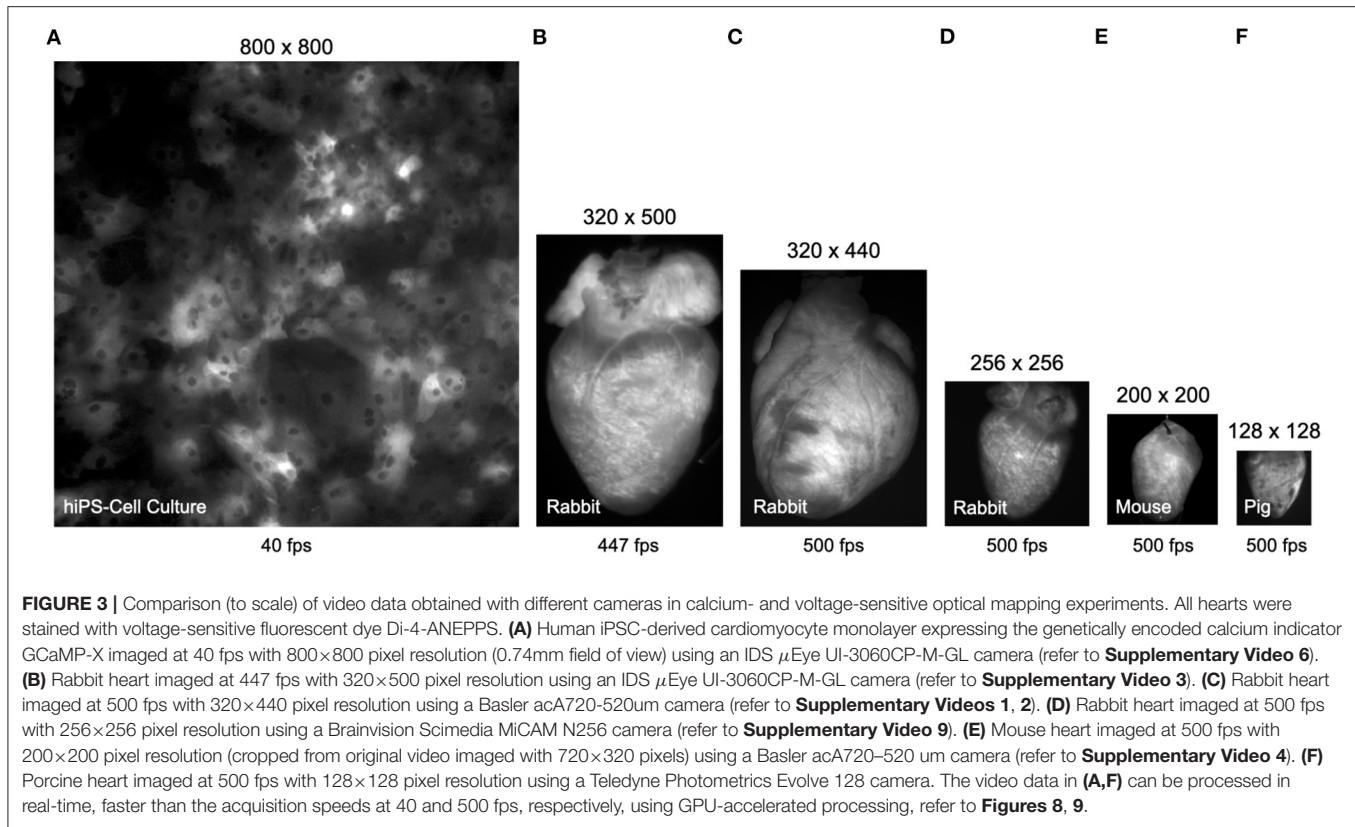 A
B
C
D
E
F
800 x 800
320 x 500
320 x 440
256 x 256
200 x 200
128 x 128
hiPS-Cell Culture
Rabbit
Rabbit
Rabbit
Mouse
Pig
40 fps
447 fps
500 fps
500 fps
500 fps
500 fps
FIGURE 3 | Comparison (to scale) of video data obtained with different cameras in calcium- and voltage-sensitive optical mapping experiments. All hearts were
stained with voltage-sensitive fluorescent dye Di-4-ANEPPS. (A) Human iPSC-derived cardiomyocyte monolayer expressing the genetically encoded calcium indicator
GCaMP-X imaged at 40 fps with 800×800 pixel resolution (0.74mm field of view) using an IDS μEye UI-3060CP-M-GL camera (refer to Supplementary Video 6).
(B) Rabbit heart imaged at 447 fps with 320×500 pixel resolution using an IDS μEye UI-3060CP-M-GL camera (refer to Supplementary Video 3). (C) Rabbit heart
imaged at 500 fps with 320×440 pixel resolution using a Basler acA720-520um camera (refer to Supplementary Videos 1, 2). (D) Rabbit heart imaged at 500 fps
with 256×256 pixel resolution using a Brainvision Scimedia MiCAM N256 camera (refer to Supplementary Video 9). (E) Mouse heart imaged at 500 fps with
200×200 pixel resolution (cropped from original video imaged with 720×320 pixels) using a Basler acA720–520 um camera (refer to Supplementary Video 4). (F)
Porcine heart imaged at 500 fps with 128×128 pixel resolution using a Teledyne Photometrics Evolve 128 camera. The video data in (A,F) can be processed in
real-time, faster than the acquisition speeds at 40 and 500 fps, respectively, using GPU-accelerated processing, refer to Figures 8, 9.